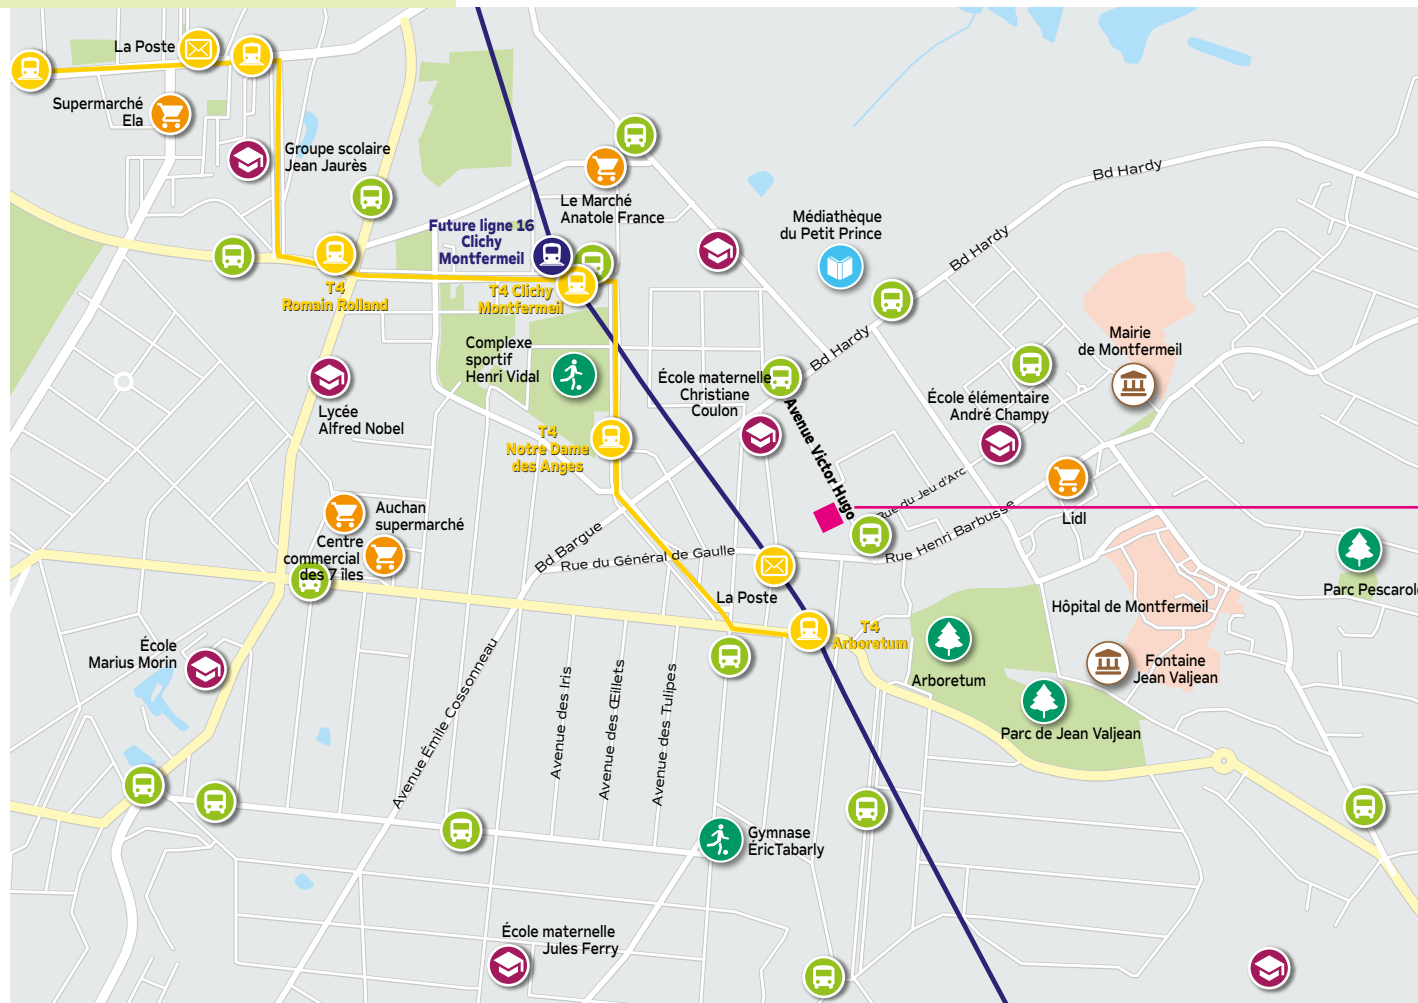 La Poste
Supermarché
Ela
Groupe scolaire
Jean Jaurès
Le Marché
Anatole France
Future ligne 16
Clichy
Montfermeil
Médiathèque
du Petit Prince
Bd Hardy
Bd Hardy
Bd Hardy
T4
Romain Rolland
T4 Clichy
Montfermeil
Mairie
de Montfermeil
Complexe
sportif
Henri Vidal
École maternelle
Christiane
Coulon
École élémentaire
André Champy
Lycée
Alfred Nobel
Avenue Victor Hugo
T4
Notre Dame
des Anges
Rue du Jeu d'Arc
Auchan
supermarché
Centre
commercial
des 7 îles
Bd Bargue
Rue du Général de Gaulle
Rue Henri Barbusse
Lidl
La Poste
Parc Pescarolo
Hôpital de Montfermeil
T4
Arboretum
École
Marius Morin
Arboretum
Fontaine
Jean Valjean
Parc de Jean Valjean
Avenue Émile Cossonneau
Avenue des Iris
Avenue des Œillets
Avenue des Tulipes
Gymnase
ÉricTabarly
École maternelle
Jules Ferry